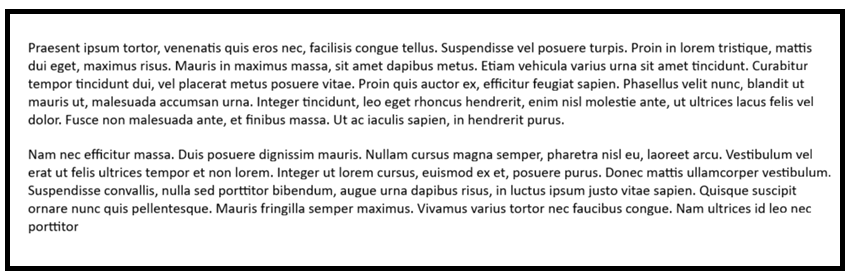 Praesent ipsum tortor, venenatis quis eros nec, facilisis congue tellus. Suspendisse vel posuere turpis. Proin in lorem tristique, mattis
dui eget, maximus risus. Mauris in maximus massa, sit amet dapibus metus. Etiam vehicula varius urna sit amet tincidunt. Curabitur
tempor tincidunt dui, vel placerat metus posuere vitae. Proin quis auctor ex, efficitur feugiat sapien. Phasellus velit nunc, blandit ut
mauris ut, malesuada accumsan urna. Integer tincidunt, leo eget rhoncus hendrerit, enim nisl molestie ante, ut ultrices lacus felis vel
dolor. Fusce non malesuada ante, et finibus massa. Ut ac iaculis sapien, in hendrerit purus.
Nam nec efficitur massa. Duis posuere dignissim mauris. Nullam cursus magna semper, pharetra nisl eu, laoreet arcu. Vestibulum vel
erat ut felis ultrices tempor et non lorem. Integer ut lorem cursus, euismod ex et, posuere purus. Donec mattis ullamcorper vestibulum.
Suspendisse convallis, nulla sed porttitor bibendum, augue urna dapibus risus, in luctus ipsum justo vitae sapien. Quisque suscipit
ornare nunc quis pellentesque. Mauris fringilla semper maximus. Vivamus varius tortor nec faucibus congue. Nam ultrices id leo nec
porttitor